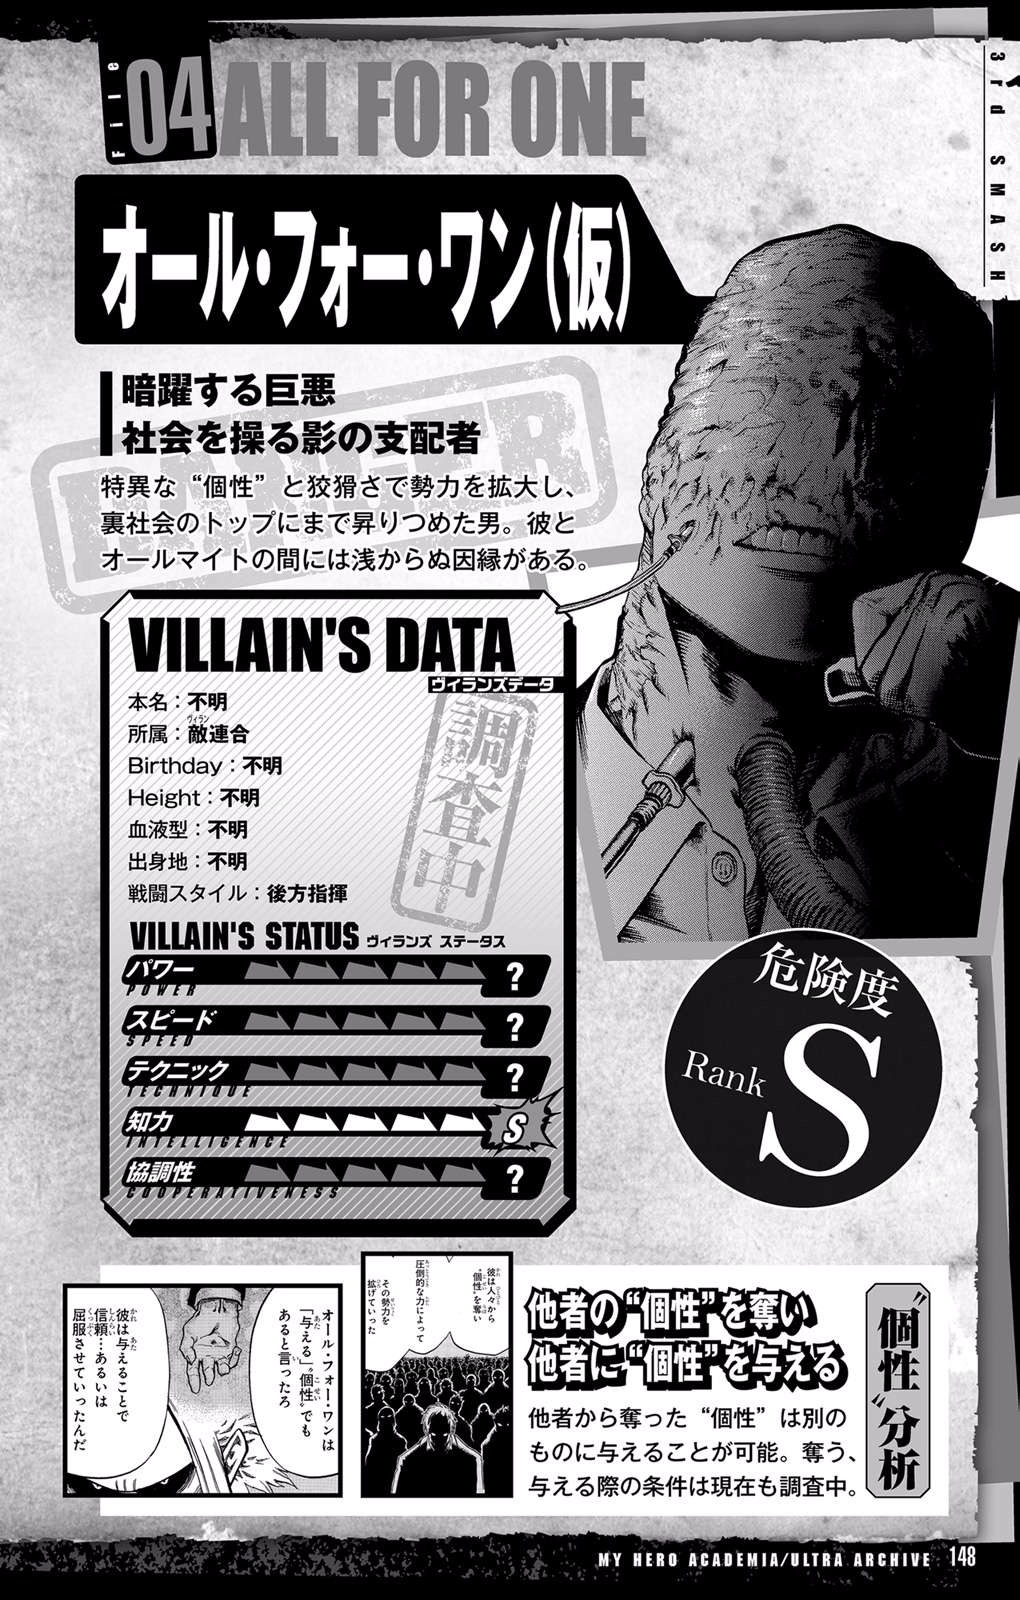 File 04 ALL FOR ONE
3rd SMASH
オール・フォー・ワン(仮)
DANGER
暗躍する巨悪
社会を操る影の支配者
特異な“個性”と狡猾さで勢力を拡大し、
裏社会のトップにまで昇りつめた男。彼と
オールマイトの間には浅からぬ因縁がある。
VILLAIN'S DATA
ヴィランズデータ
調査中
本名：不明
所属：敵連合
ヴィラン
Birthday：不明
Height：不明
血液型：不明
出身地：不明
戦闘スタイル：後方指揮
VILLAIN'S STATUS ヴィランズ ステータス
パワー ?
POWER
スピード ?
SPEED
テクニック ?
TECHNIQUE
知力 S
INTELLIGENCE
協調性 ?
COOPERATIVENESS
危険度
Rank S
オール・フォー・ワンは
「与える」“個性”でも
あると言ったろ
彼は与えることで
信頼…あるいは
屈服させていったんだ
彼は人々から
“個性”を奪い
圧倒的な力によって
その勢力を
拡げていった
“個性”分析
他者の“個性”を奪い
他者に“個性”を与える
他者から奪った“個性”は別の
ものに与えることが可能。奪う、
与える際の条件は現在も調査中。
MY HERO ACADEMIA/ULTRA ARCHIVE 148